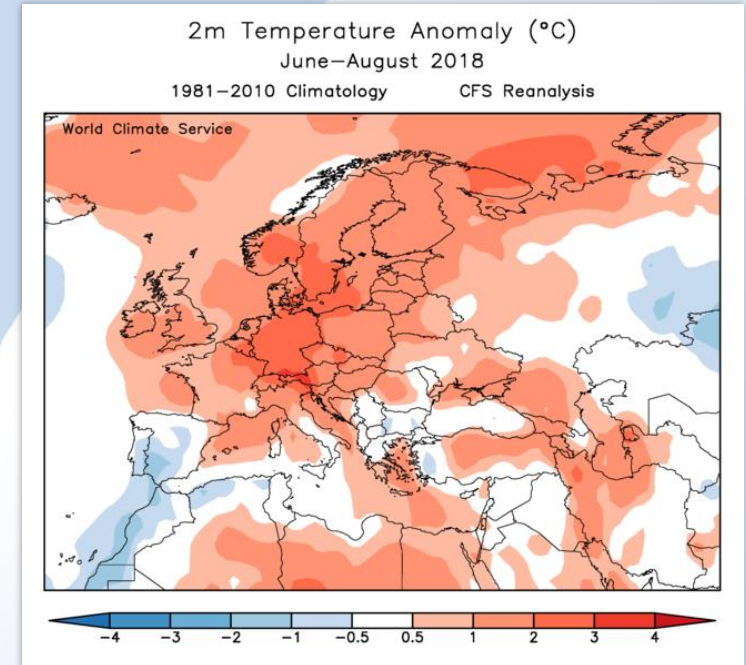 2m Temperature Anomaly (°C)
June–August 2018
1981–2010 Climatology CFS Reanalysis
World Climate Service
−4 −3 −2 −1 −0.5 0.5 1 2 3 4